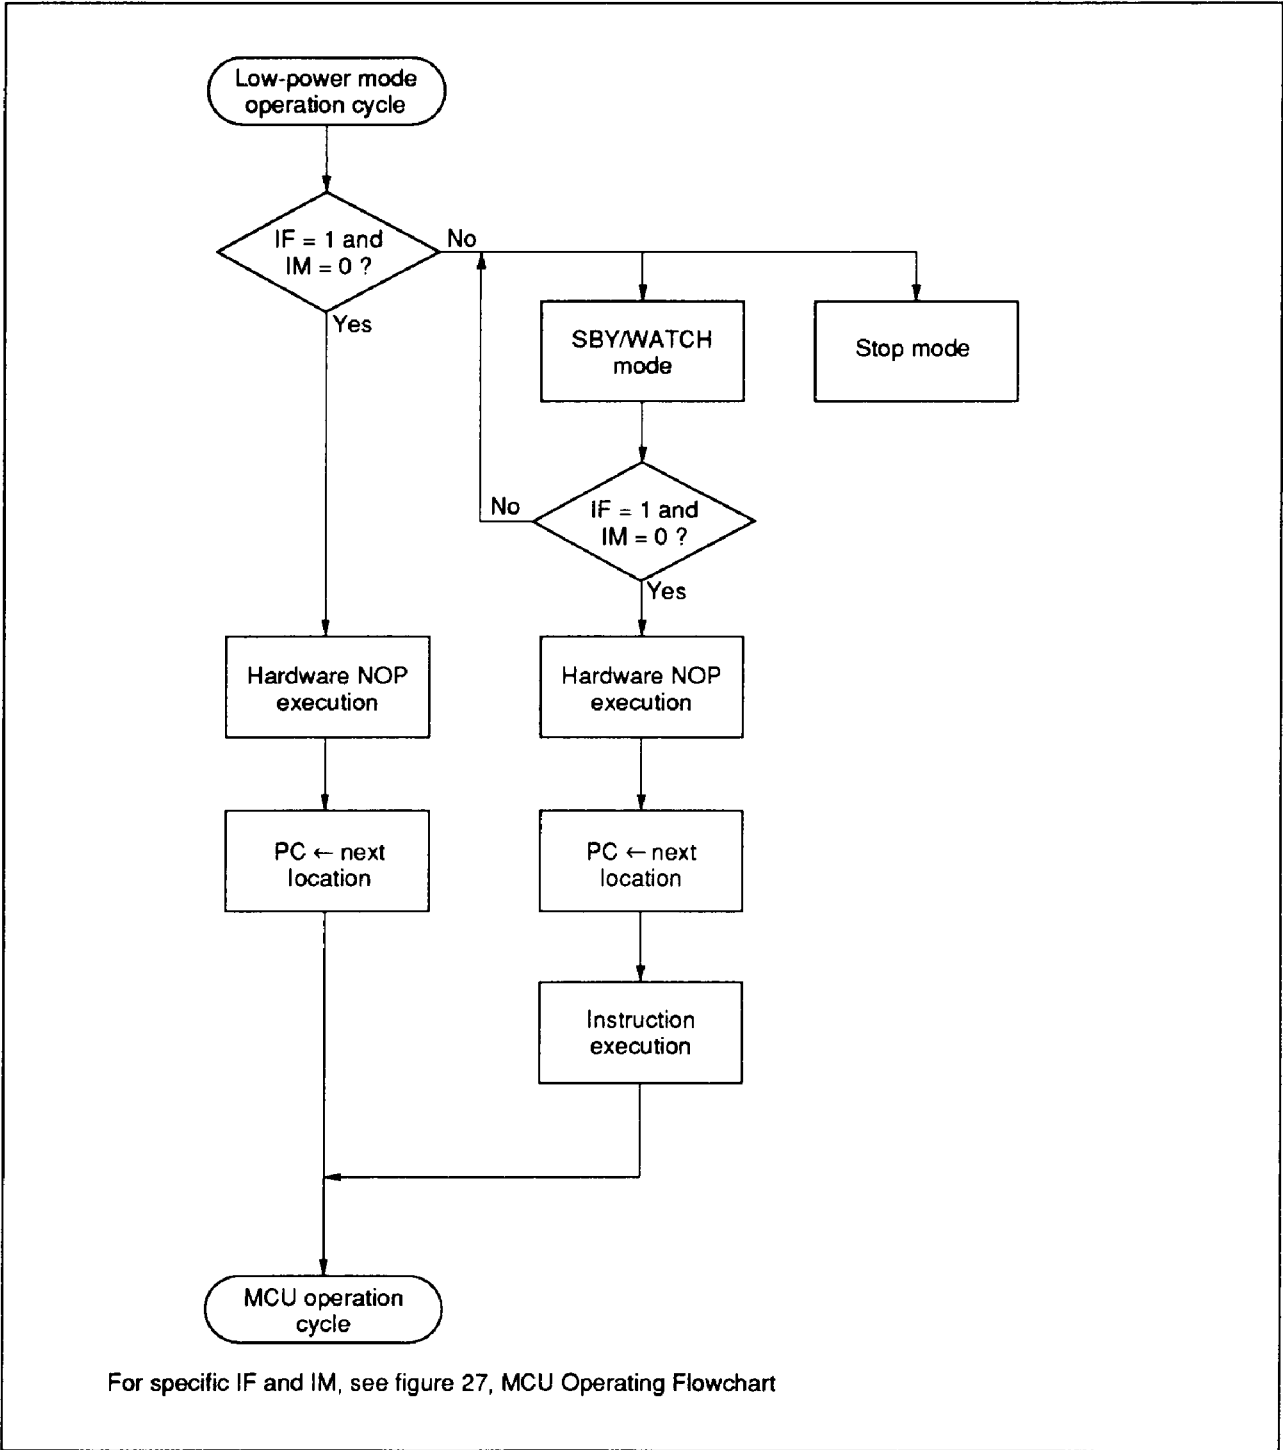 Low-power mode
operation cycle
IF = 1 and
IM = 0 ?
No
Yes
SBY/WATCH
mode
Stop mode
No
IF = 1 and
IM = 0 ?
Yes
Hardware NOP
execution
Hardware NOP
execution
PC ← next
location
PC ← next
location
Instruction
execution
MCU operation
cycle
For specific IF and IM, see figure 27, MCU Operating Flowchart